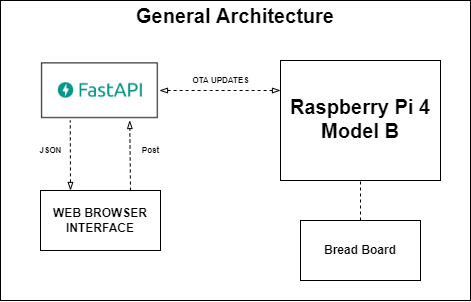 General Architecture
FastAPI
OTA UPDATES
Raspberry Pi 4
Model B
JSON
Post
WEB BROWSER
INTERFACE
Bread Board